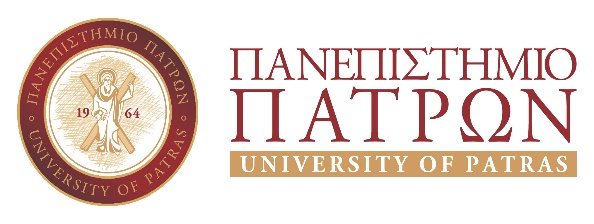 ΠΑΝΕΠΙΣΤΗΜΙΟ ΠΑΤΡΩΝ
19 64
UNIVERSITY OF PATRAS
ΠΑΝΕΠΙΣΤΗΜΙΟ
ΠΑΤΡΩΝ
UNIVERSITY OF PATRAS